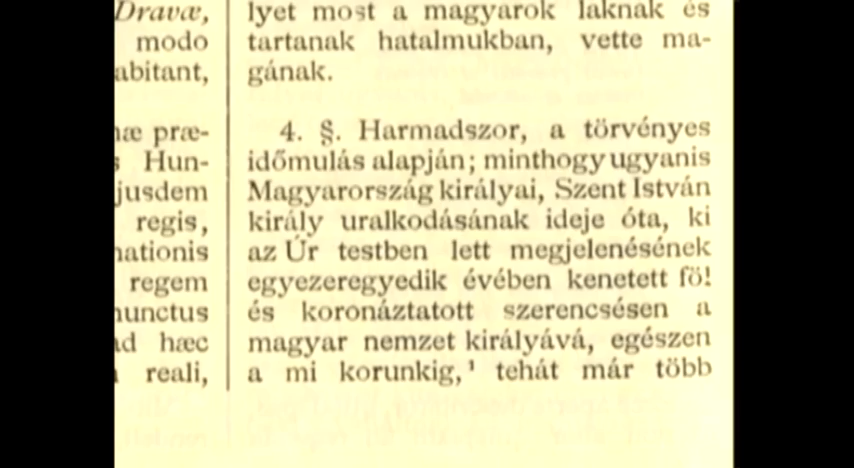 Dravæ,
modo
abitant,
præ-
Hun-
jusdem
regis,
nationis
regem
functus
ad hæc
reali,
lyet most a magyarok laknak és
tartanak hatalmukban, vette ma-
gának.
4. §. Harmadszor, a törvényes
időmulás alapján; minthogy ugyanis
Magyarország királyai, Szent István
király uralkodásának ideje óta, ki
az Úr testben lett megjelenésének
egyezeregyedik évében kenetett föl
és koronáztatott szerencsésen a
magyar nemzet királyává, egészen
a mi korunkig,¹ tehát már több